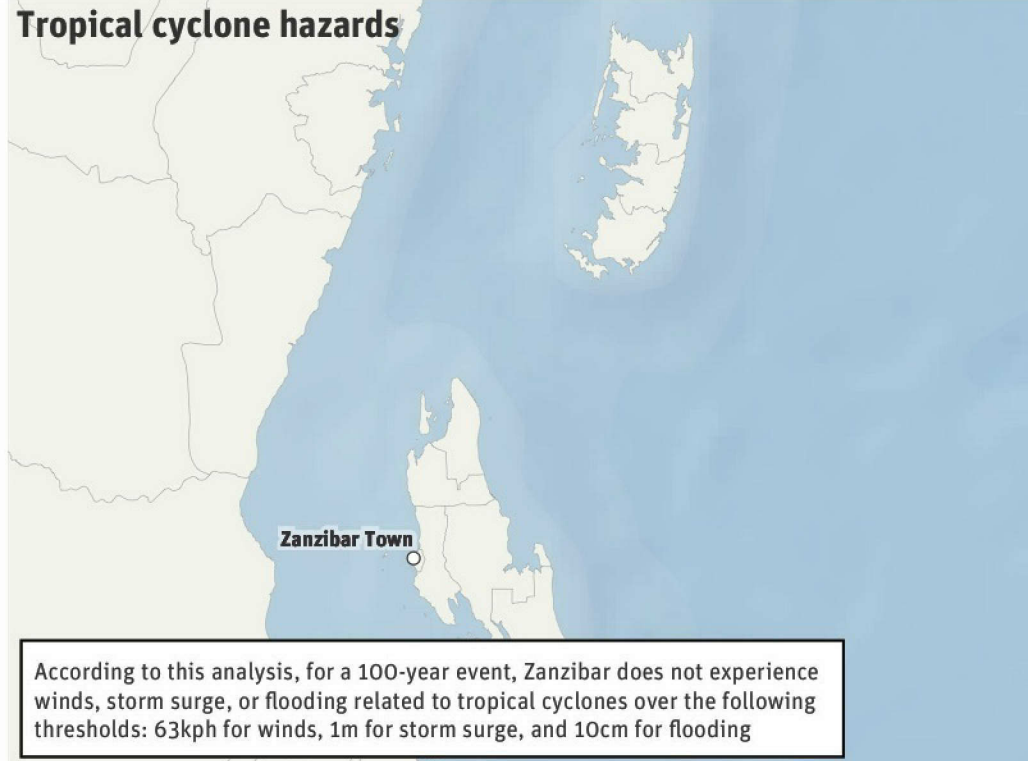 Tropical cyclone hazards
Zanzibar Town
According to this analysis, for a 100-year event, Zanzibar does not experience
winds, storm surge, or flooding related to tropical cyclones over the following
thresholds: 63kph for winds, 1m for storm surge, and 10cm for flooding